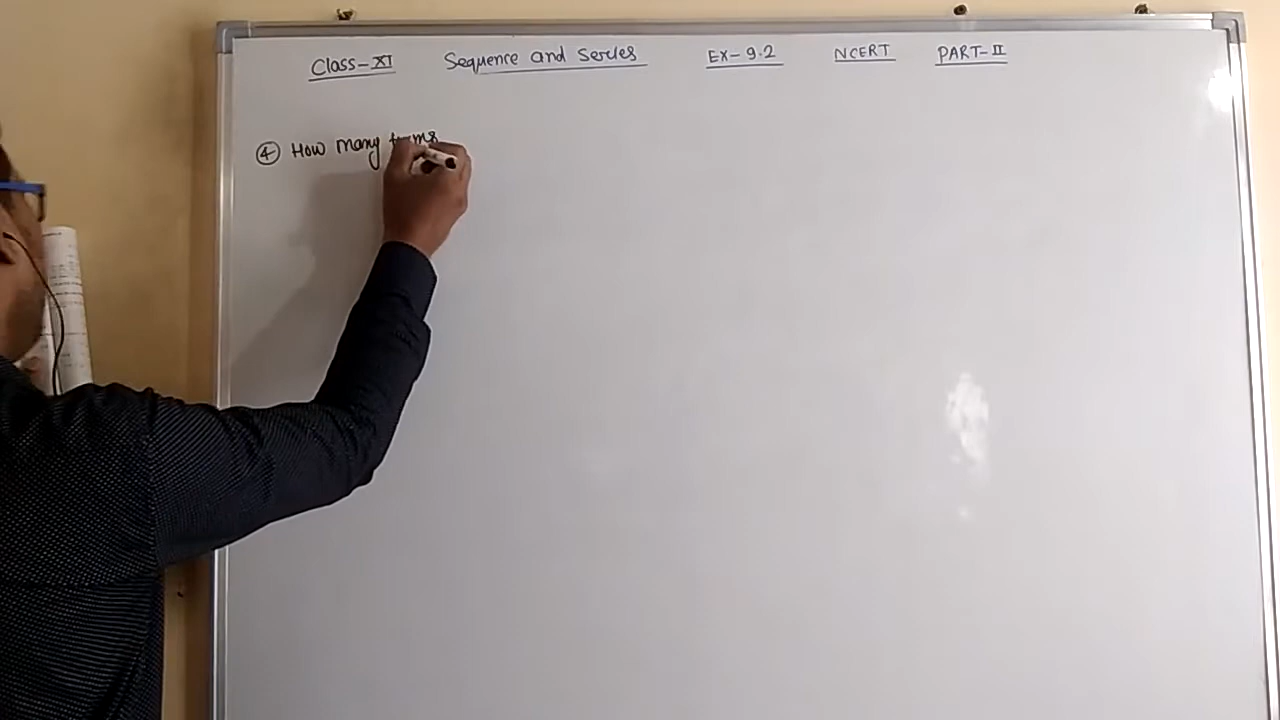 Class-XI Sequence and Series Ex-9.2 NCERT PART-II
④ How many terms